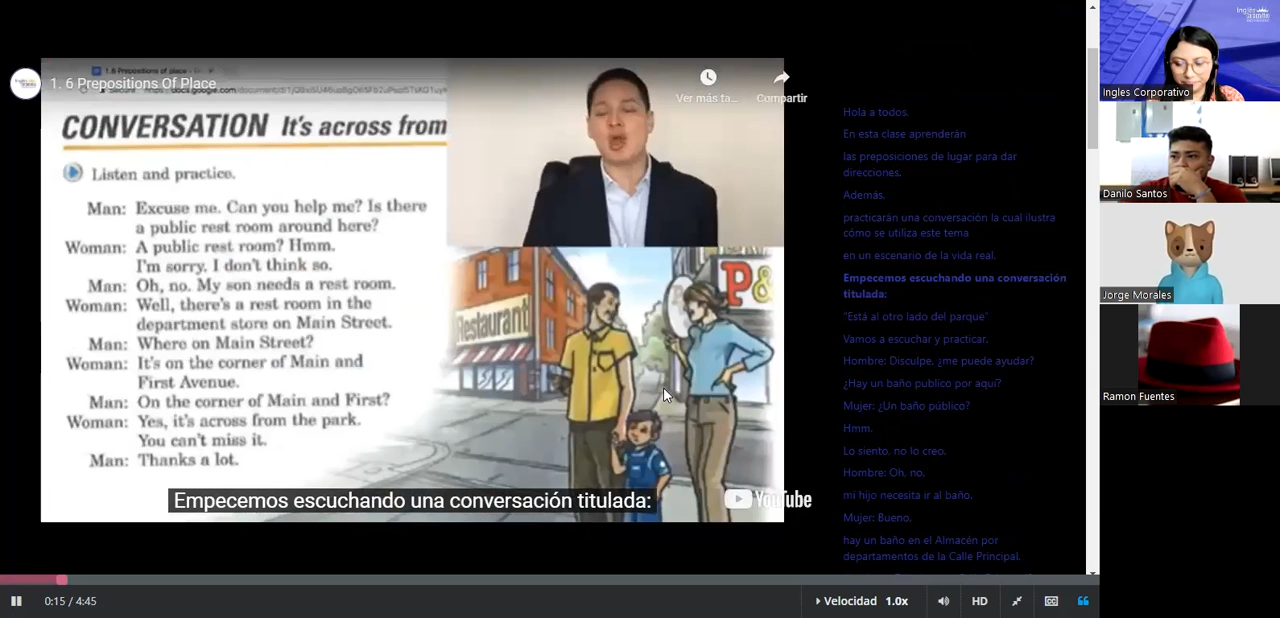 1. 6 Prepositions Of Place
Ver más ta...
Compartir
CONVERSATION It's across from
Listen and practice.
Man: Excuse me. Can you help me? Is there
a public rest room around here?
Woman: A public rest room? Hmm.
I'm sorry. I don't think so.
Man: Oh, no. My son needs a rest room.
Woman: Well, there's a rest room in the
department store on Main Street.
Man: Where on Main Street?
Woman: It's on the corner of Main and
First Avenue.
Man: On the corner of Main and First?
Woman: Yes, it's across from the park.
You can't miss it.
Man: Thanks a lot.
Restaurant
P&
Empecemos escuchando una conversación titulada:
YouTube
Hola a todos.
En esta clase aprenderán
las preposiciones de lugar para dar
direcciones.
Además,
practicarán una conversación la cual ilustra
cómo se utiliza este tema
en un escenario de la vida real.
Empecemos escuchando una conversación
titulada:
"Está al otro lado del parque"
Vamos a escuchar y practicar.
Hombre: Disculpe, ¿me puede ayudar?
¿Hay un baño publico por aquí?
Mujer: ¿Un baño público?
Hmm.
Lo siento, no lo creo.
Hombre: Oh, no,
mi hijo necesita ir al baño.
Mujer: Bueno,
hay un baño en el Almacén por
departamentos de la Calle Principal.
0:15 / 4:45
Velocidad 1.0x
HD
CC
Ingles Corporativo
Danilo Santos
Jorge Morales
Ramon Fuentes